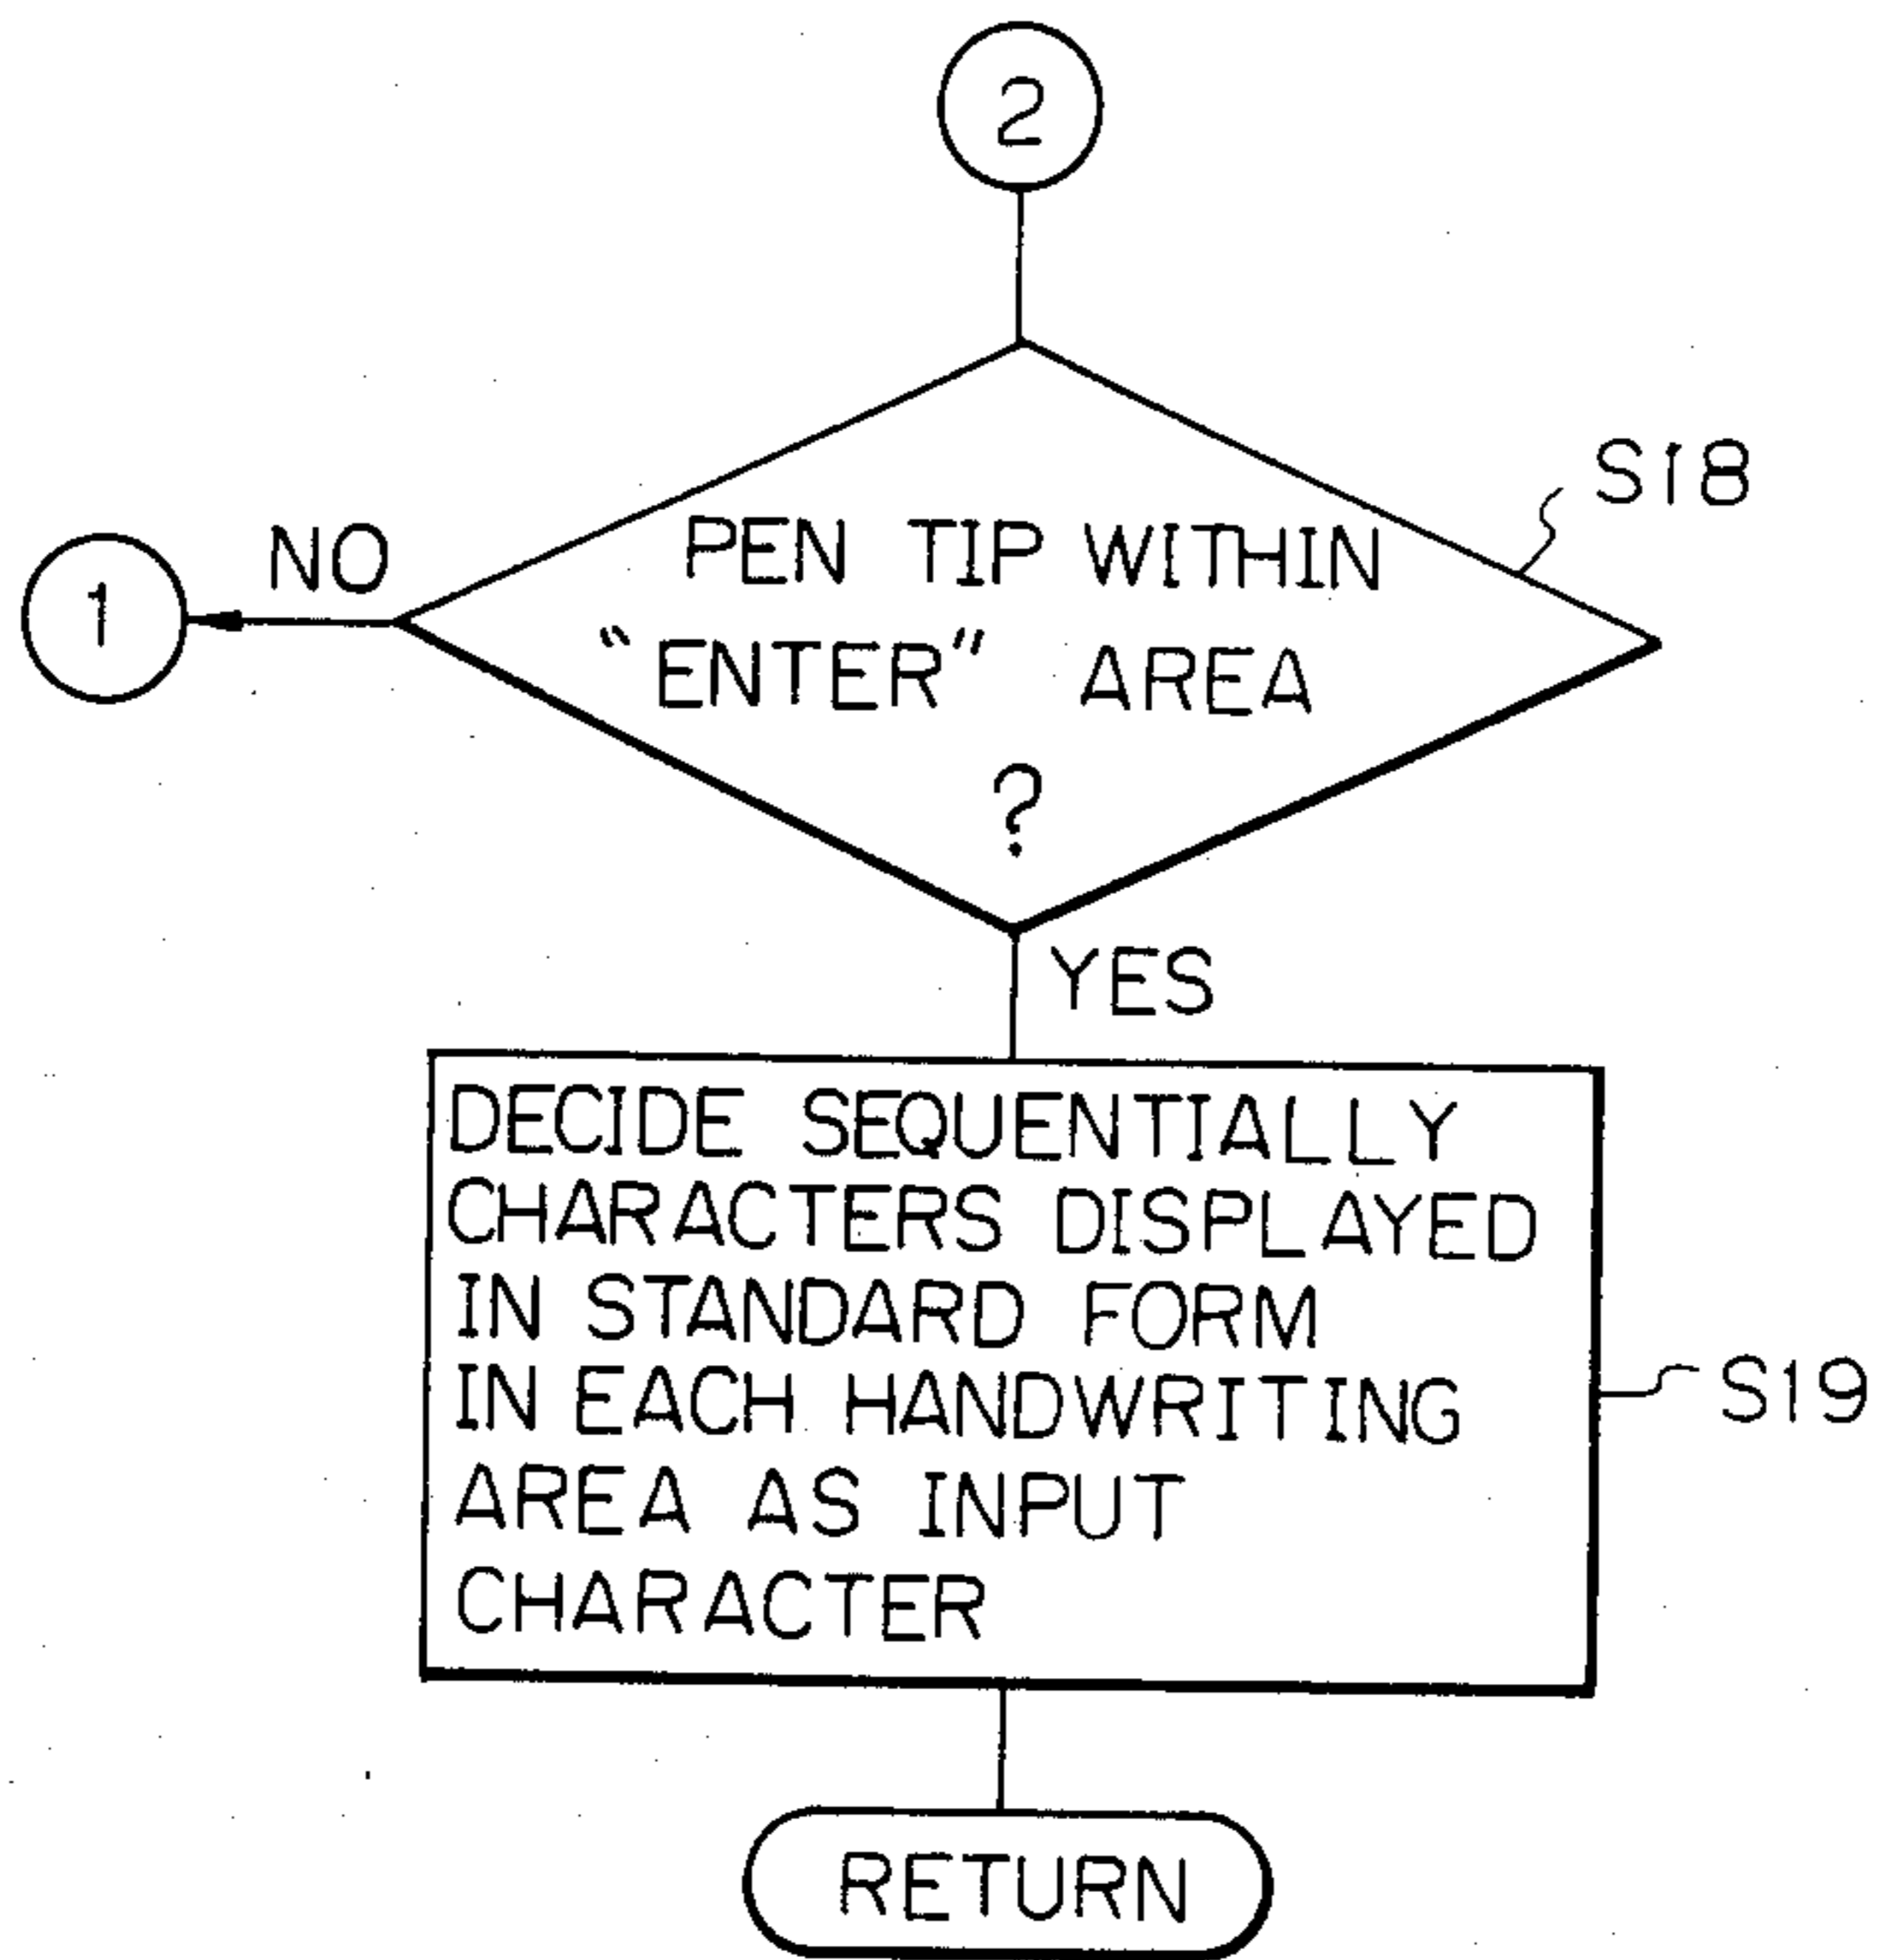 2
S18
PEN TIP WITHIN
"ENTER" AREA
?
NO
1
YES
DECIDE SEQUENTIALLY
CHARACTERS DISPLAYED
IN STANDARD FORM
IN EACH HANDWRITING
AREA AS INPUT
CHARACTER
S19
RETURN